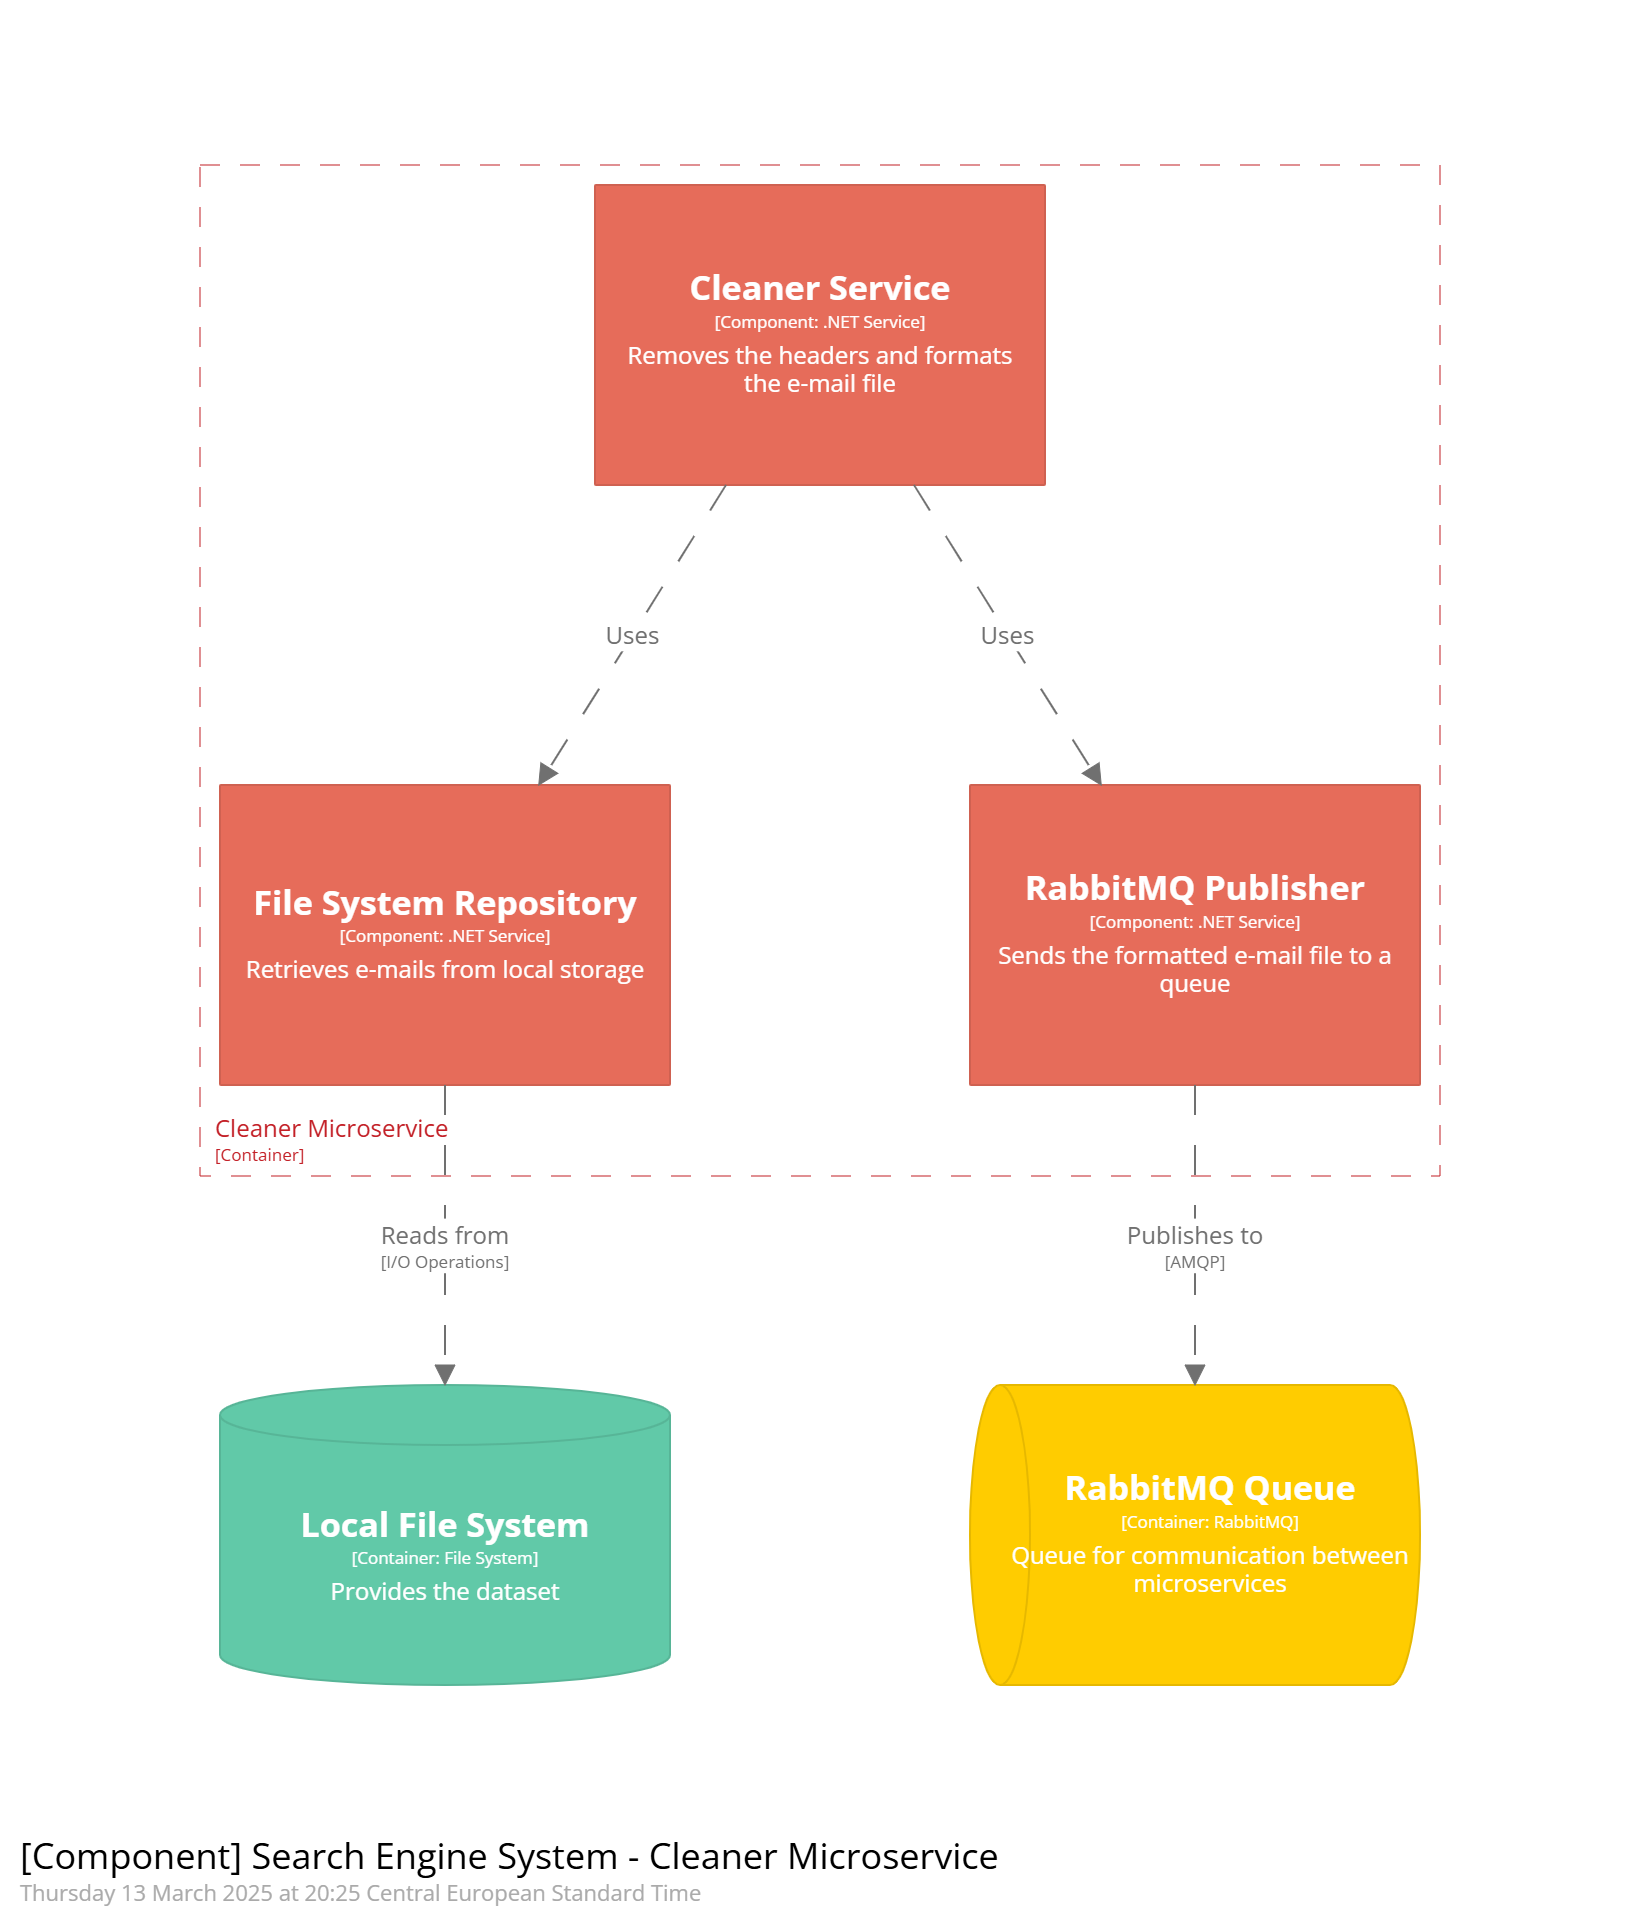 Cleaner Service
[Component: .NET Service]
Removes the headers and formats
the e-mail file
Uses
Uses
File System Repository
[Component: .NET Service]
Retrieves e-mails from local storage
RabbitMQ Publisher
[Component: .NET Service]
Sends the formatted e-mail file to a
queue
Cleaner Microservice
[Container]
Reads from
[I/O Operations]
Publishes to
[AMQP]
Local File System
[Container: File System]
Provides the dataset
RabbitMQ Queue
[Container: RabbitMQ]
Queue for communication between
microservices
[Component] Search Engine System - Cleaner Microservice
Thursday 13 March 2025 at 20:25 Central European Standard Time